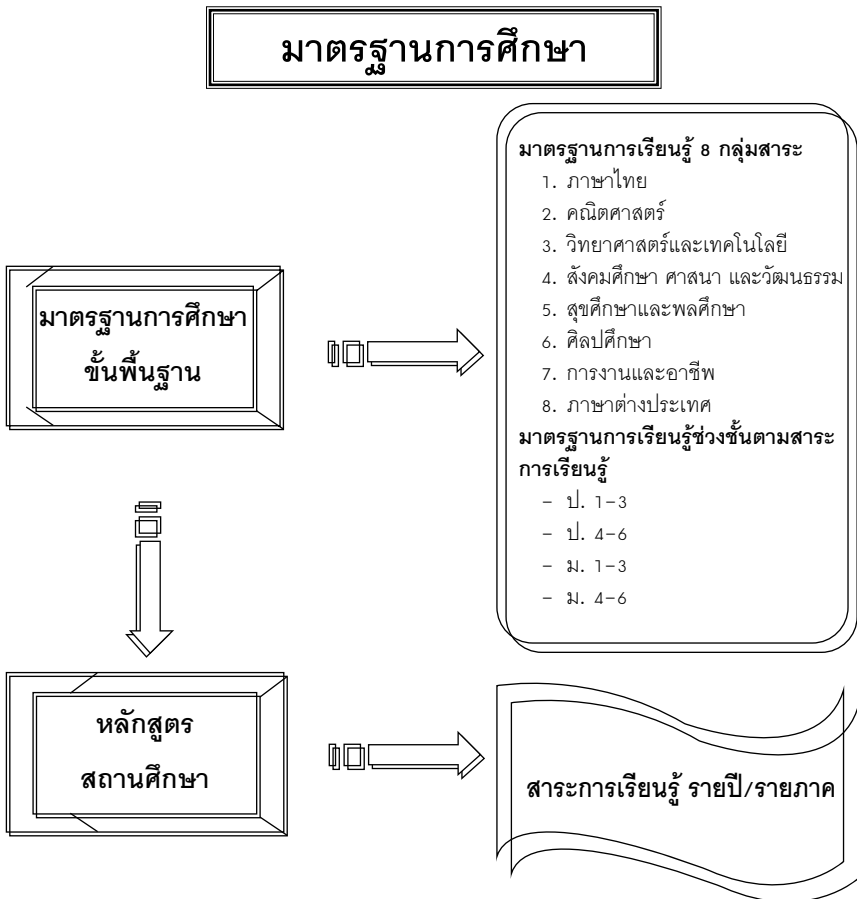 มาตรฐานการศึกษา
มาตรฐานการศึกษา
ขั้นพื้นฐาน
มาตรฐานการเรียนรู้ 8 กลุ่มสาระ
1. ภาษาไทย
2. คณิตศาสตร์
3. วิทยาศาสตร์และเทคโนโลยี
4. สังคมศึกษา ศาสนา และวัฒนธรรม
5. สุขศึกษาและพลศึกษา
6. ศิลปศึกษา
7. การงานและอาชีพ
8. ภาษาต่างประเทศ
มาตรฐานการเรียนรู้ช่วงชั้นตามสาระ
การเรียนรู้
- ป. 1-3
- ป. 4-6
- ม. 1-3
- ม. 4-6
หลักสูตร
สถานศึกษา
สาระการเรียนรู้ รายปี/รายภาค